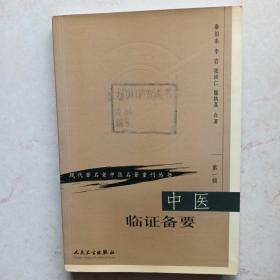 秦伯未 李岩 张田仁 魏执真 合著
现代著名老中医名著重刊丛书
第一辑
中医
临证备要
人民卫生出版社